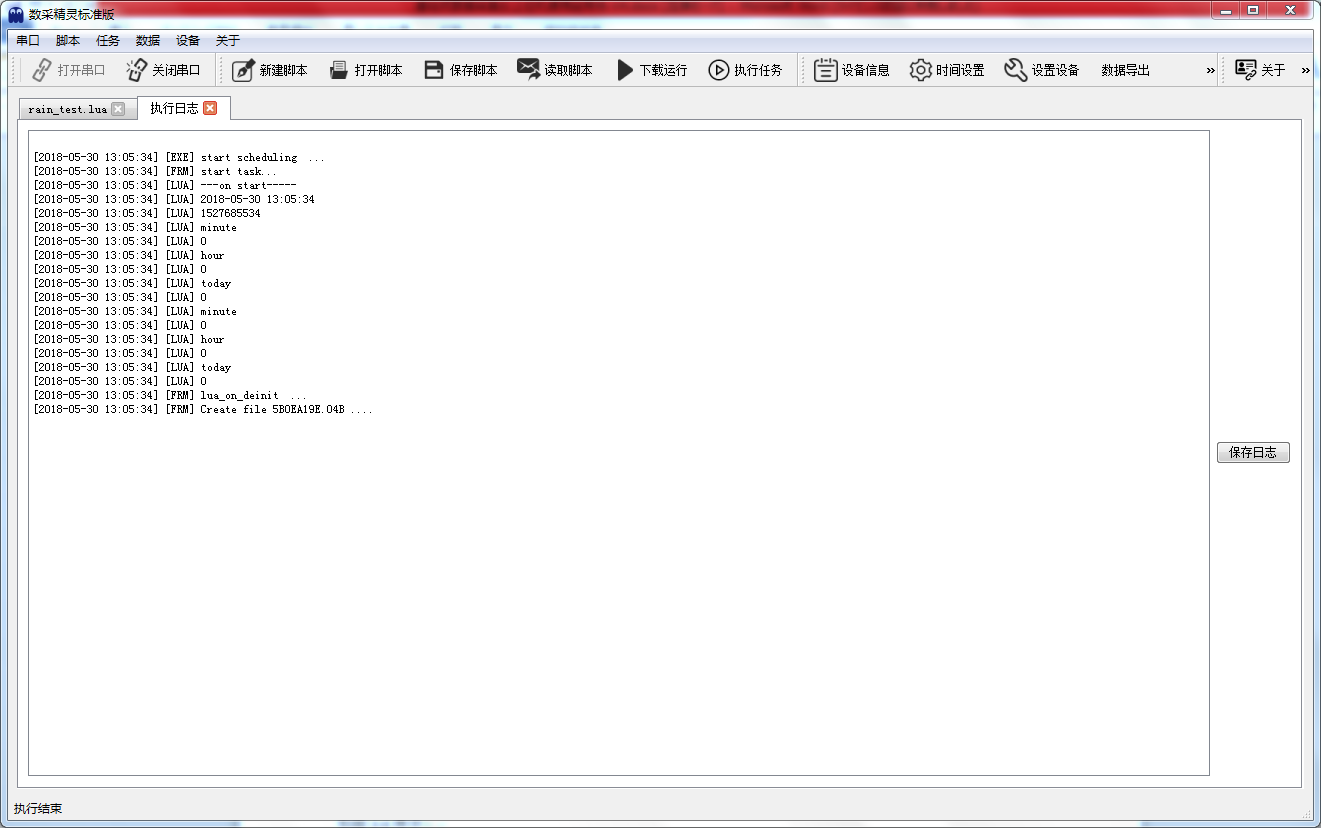 数采精灵标准版
串口 脚本 任务 数据 设备 关于
打开串口 关闭串口 新建脚本 打开脚本 保存脚本 读取脚本 下载运行 执行任务 设备信息 时间设置 设置设备 数据导出 » 关于 »
rain_test.lua 执行日志
[2018-05-30 13:05:34] [EXE] start scheduling ...
[2018-05-30 13:05:34] [FRM] start task...
[2018-05-30 13:05:34] [LUA] ---on start-----
[2018-05-30 13:05:34] [LUA] 2018-05-30 13:05:34
[2018-05-30 13:05:34] [LUA] 1527685534
[2018-05-30 13:05:34] [LUA] minute
[2018-05-30 13:05:34] [LUA] 0
[2018-05-30 13:05:34] [LUA] hour
[2018-05-30 13:05:34] [LUA] 0
[2018-05-30 13:05:34] [LUA] today
[2018-05-30 13:05:34] [LUA] 0
[2018-05-30 13:05:34] [LUA] minute
[2018-05-30 13:05:34] [LUA] 0
[2018-05-30 13:05:34] [LUA] hour
[2018-05-30 13:05:34] [LUA] 0
[2018-05-30 13:05:34] [LUA] today
[2018-05-30 13:05:34] [LUA] 0
[2018-05-30 13:05:34] [FRM] lua_on_deinit ...
[2018-05-30 13:05:34] [FRM] Create file 5B0EA19E.04B ....
保存日志
执行结束